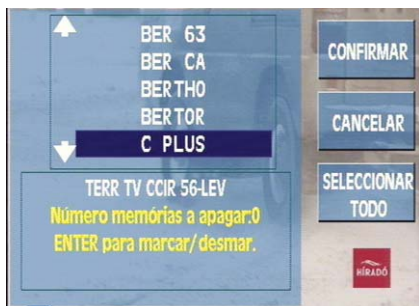 BER 63
BER CA
BERTHO
BERTOR
C PLUS
TERR TV CCIR 56-LEV
Número memórias a apagar:0
ENTER para marcar/desmar.
CONFIRMAR
CANCELAR
SELECCIONAR
TODO
HÍRADÓ